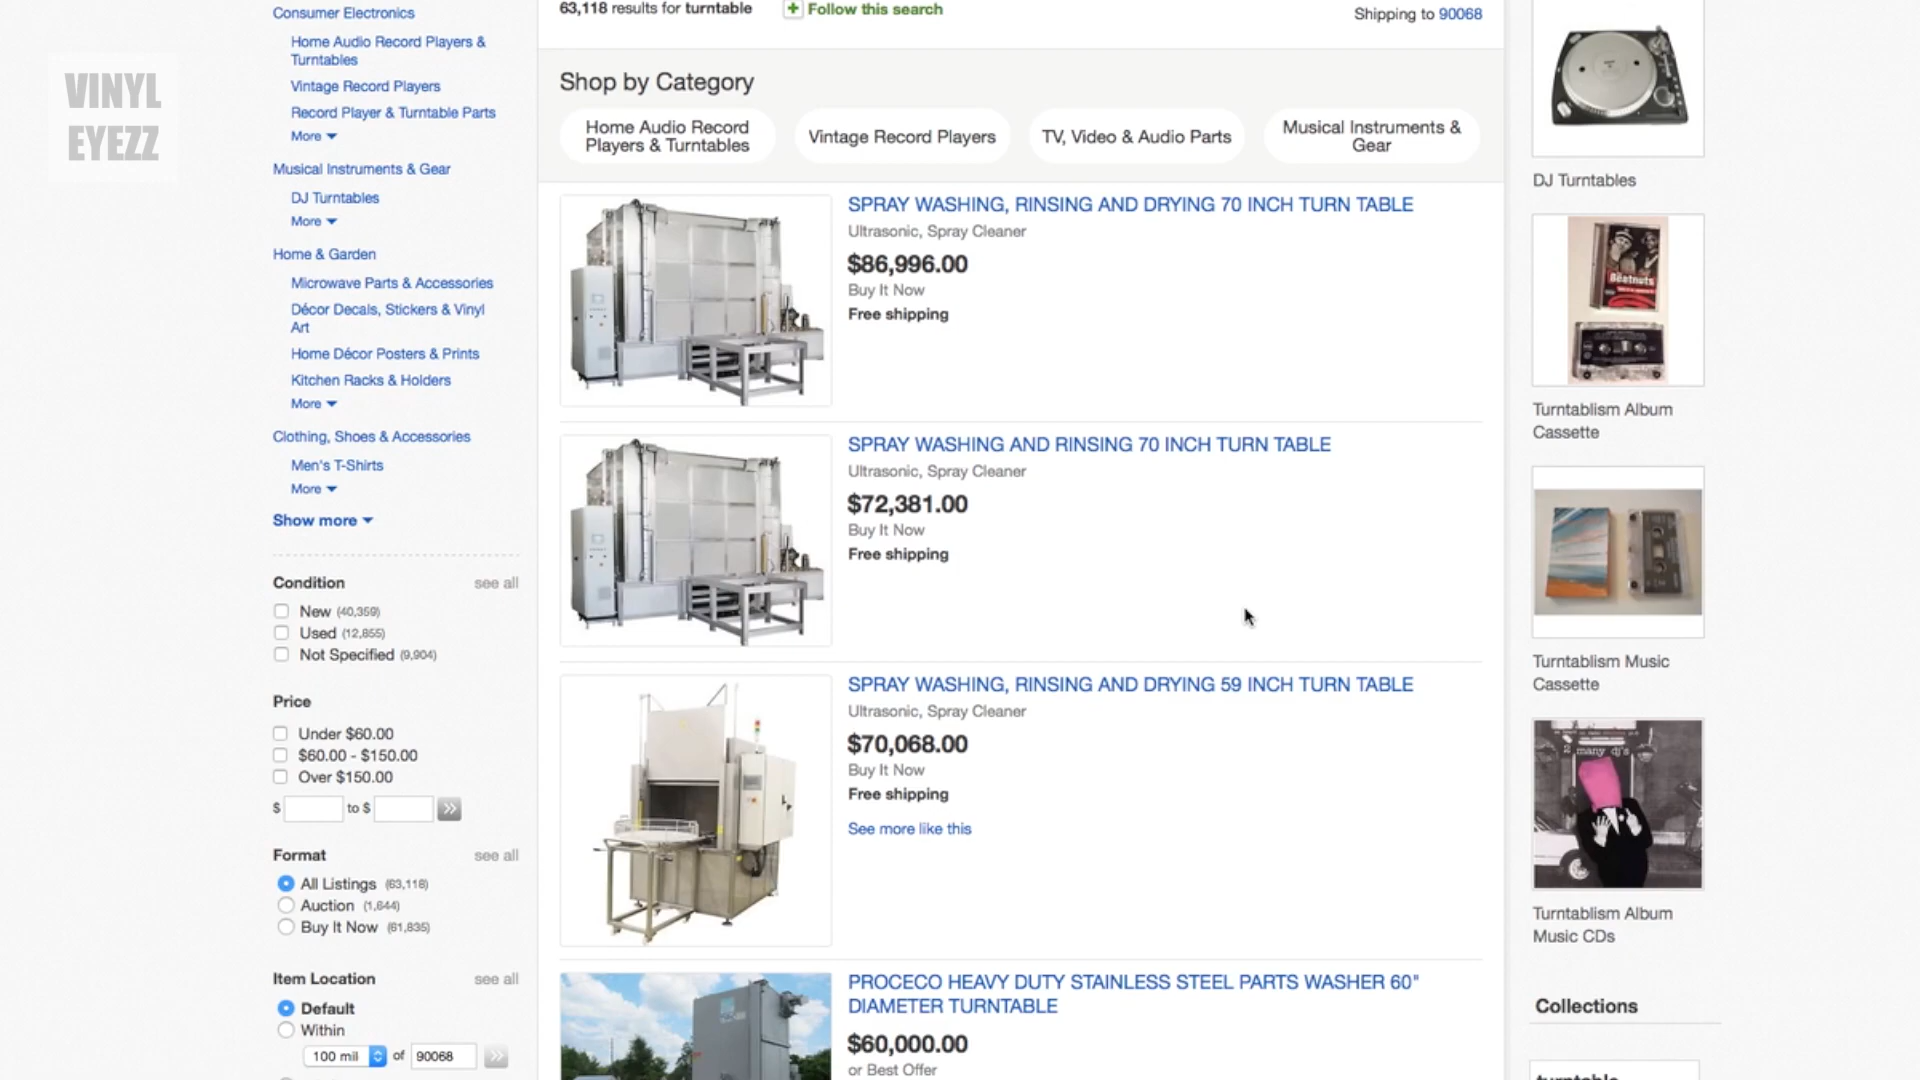 VINYL
EYEZZ
Consumer Electronics
Home Audio Record Players &
Turntables
Vintage Record Players
Record Player & Turntable Parts
More
Musical Instruments & Gear
DJ Turntables
More
Home & Garden
Microwave Parts & Accessories
Décor Decals, Stickers & Vinyl
Art
Home Décor Posters & Prints
Kitchen Racks & Holders
More
Clothing, Shoes & Accessories
Men's T-Shirts
More
Show more
Condition see all
New (40,359)
Used (12,855)
Not Specified (9,904)
Price
Under $60.00
$60.00 - $150.00
Over $150.00
$ to $
Format see all
All Listings (63,118)
Auction (1,644)
Buy It Now (61,835)
Item Location see all
Default
Within
100 mil of 90068
63,118 results for turntable
Follow this search
Shipping to 90068
Shop by Category
Home Audio Record
Players & Turntables
Vintage Record Players
TV, Video & Audio Parts
Musical Instruments &
Gear
SPRAY WASHING, RINSING AND DRYING 70 INCH TURN TABLE
Ultrasonic, Spray Cleaner
$86,996.00
Buy It Now
Free shipping
SPRAY WASHING AND RINSING 70 INCH TURN TABLE
Ultrasonic, Spray Cleaner
$72,381.00
Buy It Now
Free shipping
SPRAY WASHING, RINSING AND DRYING 59 INCH TURN TABLE
Ultrasonic, Spray Cleaner
$70,068.00
Buy It Now
Free shipping
See more like this
PROCECO HEAVY DUTY STAINLESS STEEL PARTS WASHER 60"
DIAMETER TURNTABLE
$60,000.00
or Best Offer
DJ Turntables
Beatnuts
Turntablism Album
Cassette
Turntablism Music
Cassette
many dj's
Turntablism Album
Music CDs
Collections
turntable